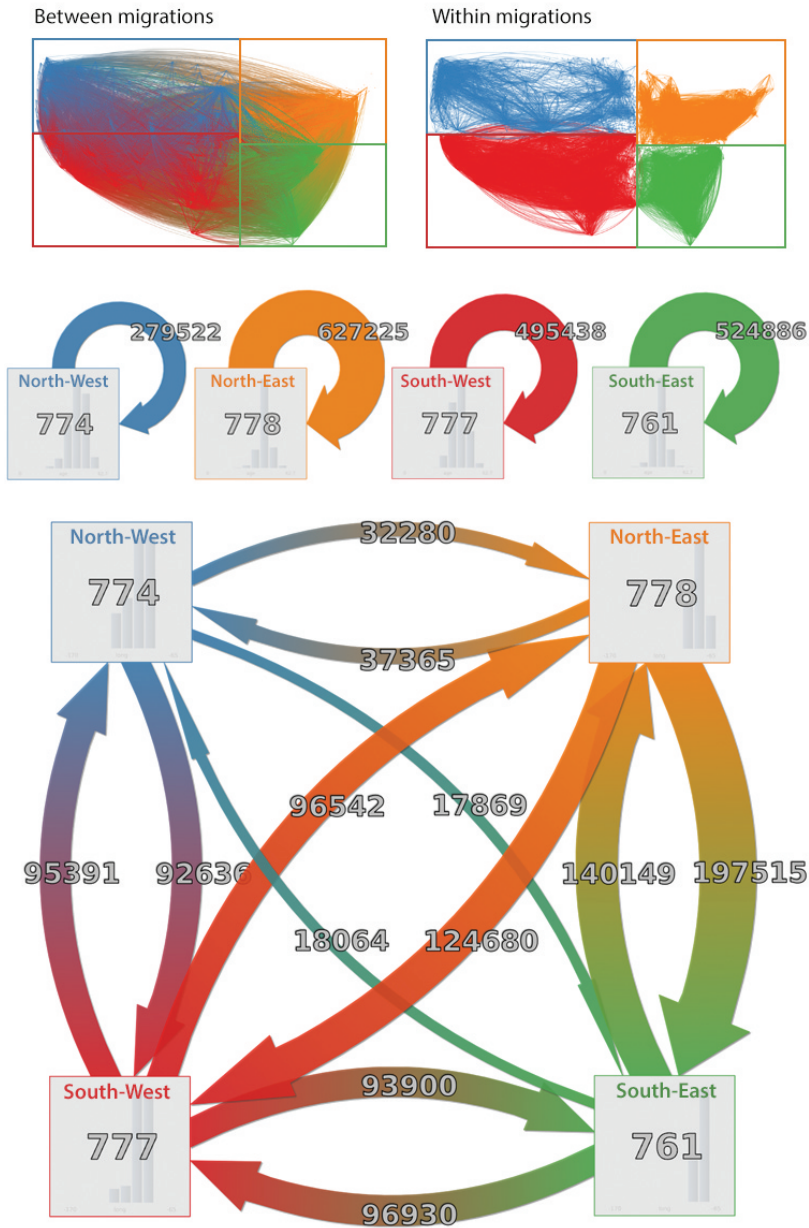 Between migrations
Within migrations
279522
627225
495438
524886
North-West
North-East
South-West
South-East
774
778
777
761
32280
North-West
North-East
774
778
37365
96542
17869
95391
92636
140149
197515
18064
124680
South-West
93900
South-East
777
761
96930